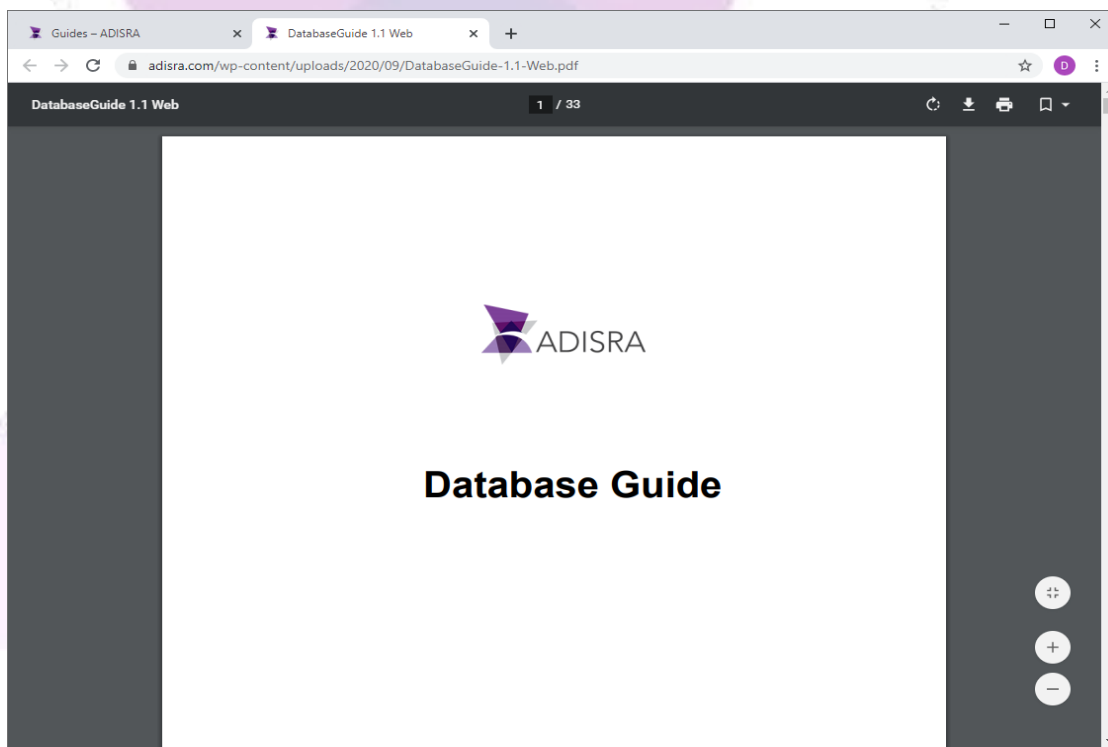 Guides – ADISRA
DatabaseGuide 1.1 Web
adisra.com/wp-content/uploads/2020/09/DatabaseGuide-1.1-Web.pdf
D
DatabaseGuide 1.1 Web
1 / 33
ADISRA
Database Guide